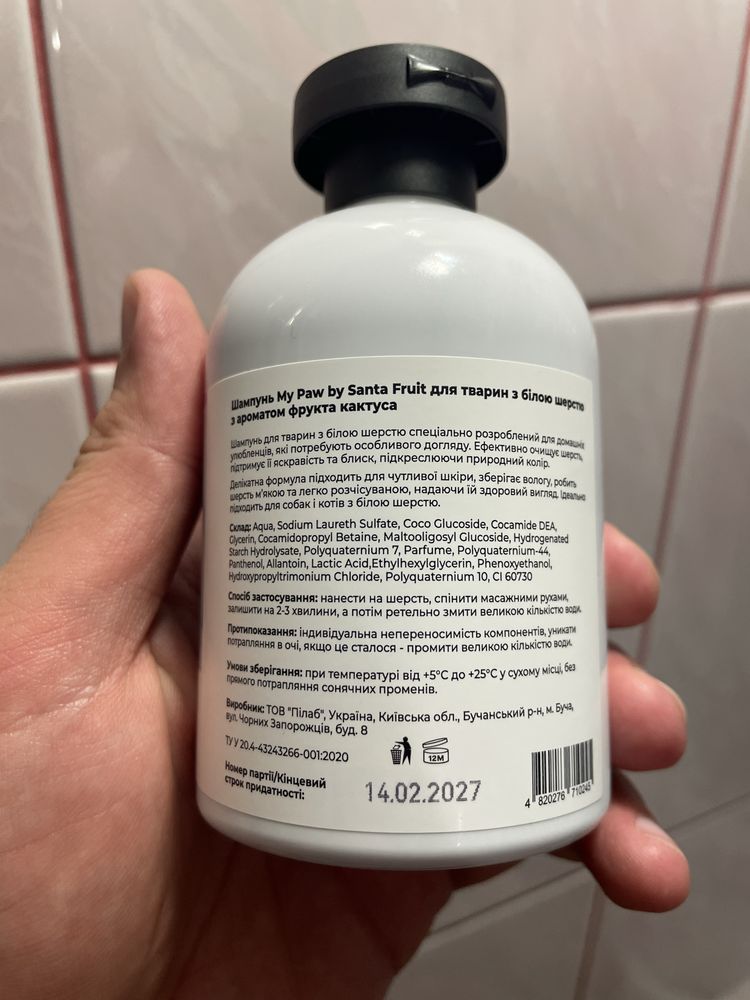 Шампунь My Paw by Santa Fruit для тварин з білою шерстю
з ароматом фрукта кактуса
Шампунь для тварин з білою шерстю спеціально розроблений для домашніх
улюбленців, які потребують особливого догляду. Ефективно очищує шерсть,
підтримує її яскравість та блиск, підкреслюючи природний колір.
Делікатна формула підходить для чутливої шкіри, зберігає вологу, робить
шерсть м'якою та легко розчісуваною, надаючи їй здоровий вигляд. Ідеально
підходить для собак і котів з білою шерстю.
Склад: Aqua, Sodium Laureth Sulfate, Coco Glucoside, Cocamide DEA,
Glycerin, Cocamidopropyl Betaine, Maltooligosyl Glucoside, Hydrogenated
Starch Hydrolysate, Polyquaternium 7, Parfume, Polyquaternium-44,
Panthenol, Allantoin, Lactic Acid,Ethylhexylglycerin, Phenoxyethanol,
Hydroxypropyltrimonium Chloride, Polyquaternium 10, CI 60730
Спосіб застосування: нанести на шерсть, спінити масажними рухами,
залишити на 2-3 хвилини, а потім ретельно змити великою кількістю води.
Протипоказання: індивідуальна непереносимість компонентів, уникати
потрапляння в очі, якщо це сталося - промити великою кількістю води.
Умови зберігання: при температурі від +5°C до +25°C у сухому місці, без
прямого потрапляння сонячних променів.
Виробник: ТОВ "Пілаб", Україна, Київська обл., Бучанський р-н, м. Буча,
вул. Чорних Запорожців, буд. 8
ТУ У 20.4-43243266-001:2020
12M
Номер партії/Кінцевий
строк придатності:
14.02.2027
4 820276 710245